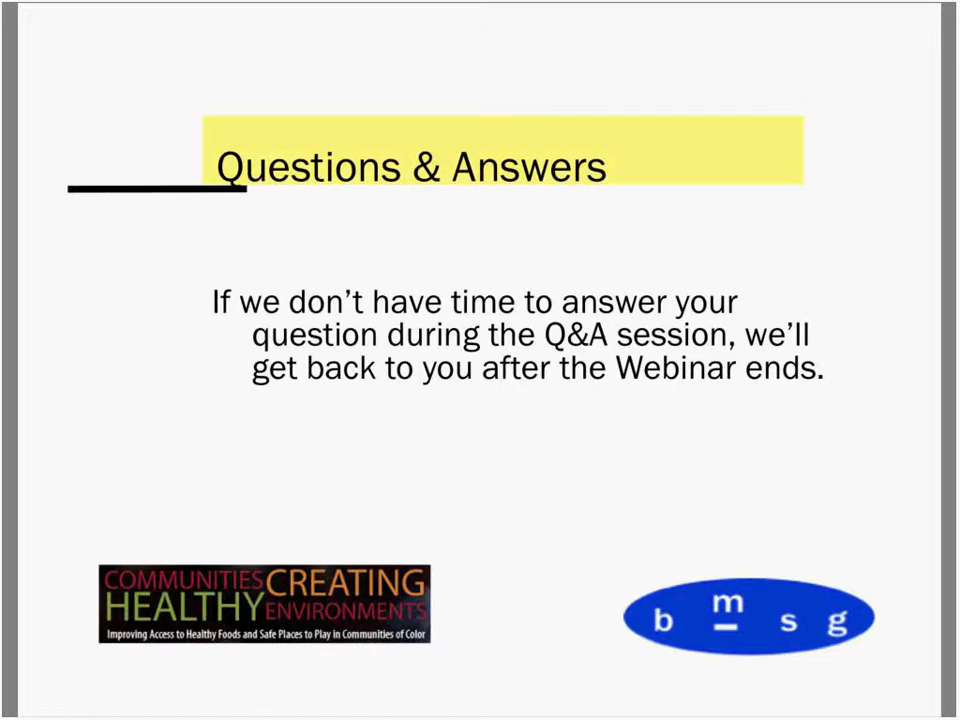 Questions & Answers
If we don't have time to answer your
question during the Q&A session, we'll
get back to you after the Webinar ends.
COMMUNITIES CREATING
HEALTHY ENVIRONMENTS
Improving Access to Healthy Foods and Safe Places to Play in Communities of Color
b m s g